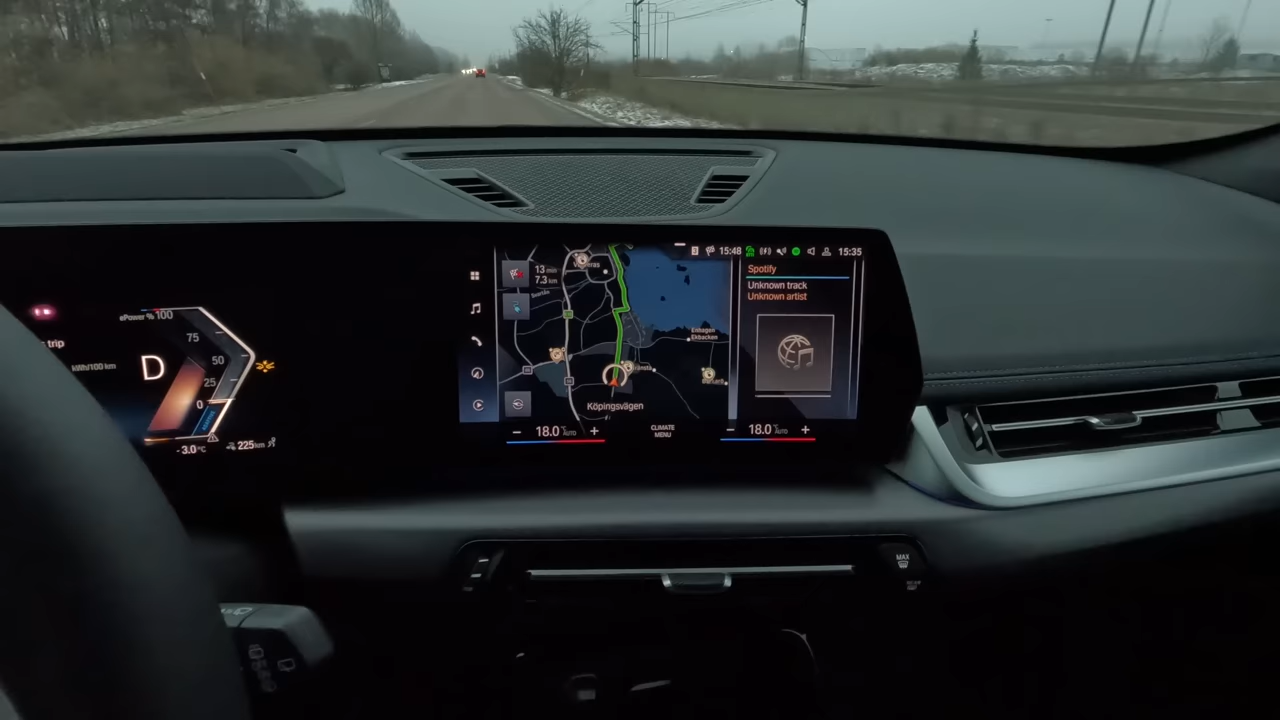 15:48
15:35
13 min
7.3 km
Spotify
Unknown track
Unknown artist
Enhagen
Ekbacken
Köpingsvägen
− 18.0 AUTO +
CLIMATE
MENU
− 18.0 AUTO +
ePower % 100
75
50
25
0
trip
kWh/100 km
D
-3.0 °C
225 km
MAX